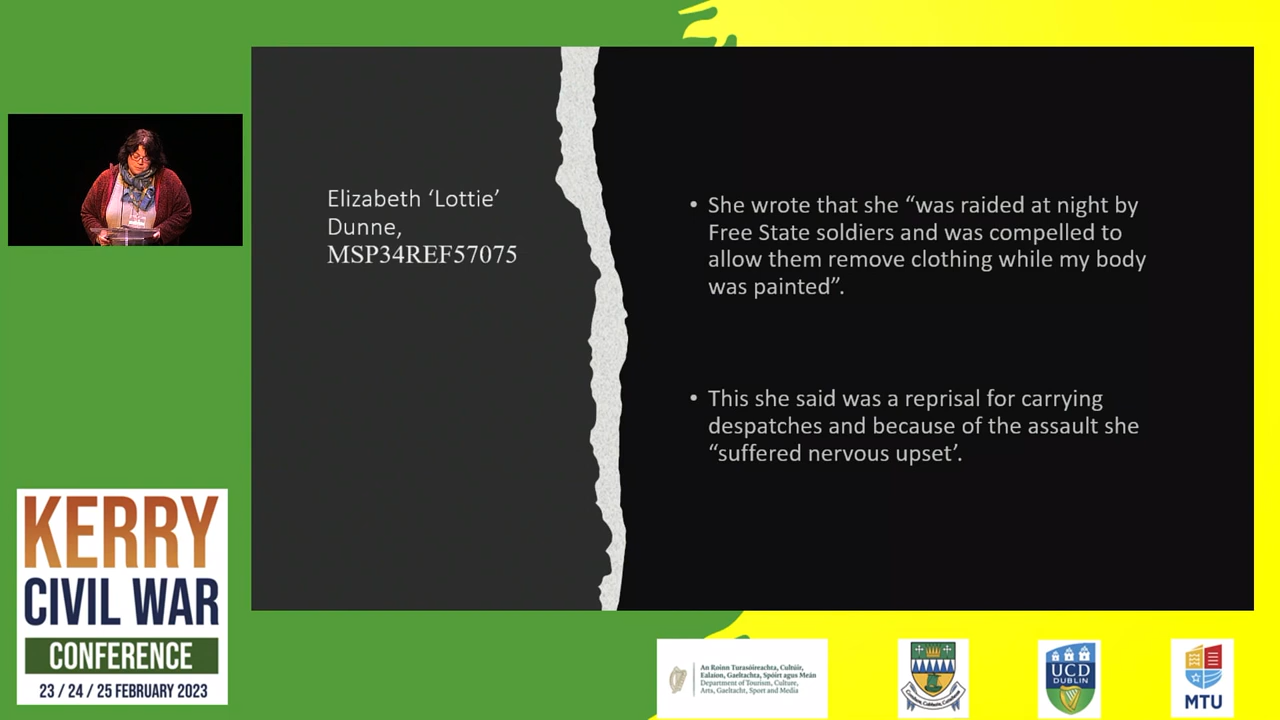 Elizabeth ‘Lottie’
Dunne,
MSP34REF57075
• She wrote that she “was raided at night by
Free State soldiers and was compelled to
allow them remove clothing while my body
was painted”.
• This she said was a reprisal for carrying
despatches and because of the assault she
“suffered nervous upset’.
KERRY
CIVIL WAR
CONFERENCE
23 / 24 / 25 FEBRUARY 2023
An Roinn Turasóireachta, Cultúir,
Ealaíon, Gaeltachta, Spóirt agus Meán
Department of Tourism, Culture,
Arts, Gaeltacht, Sport and Media
UCD
DUBLIN
MTU